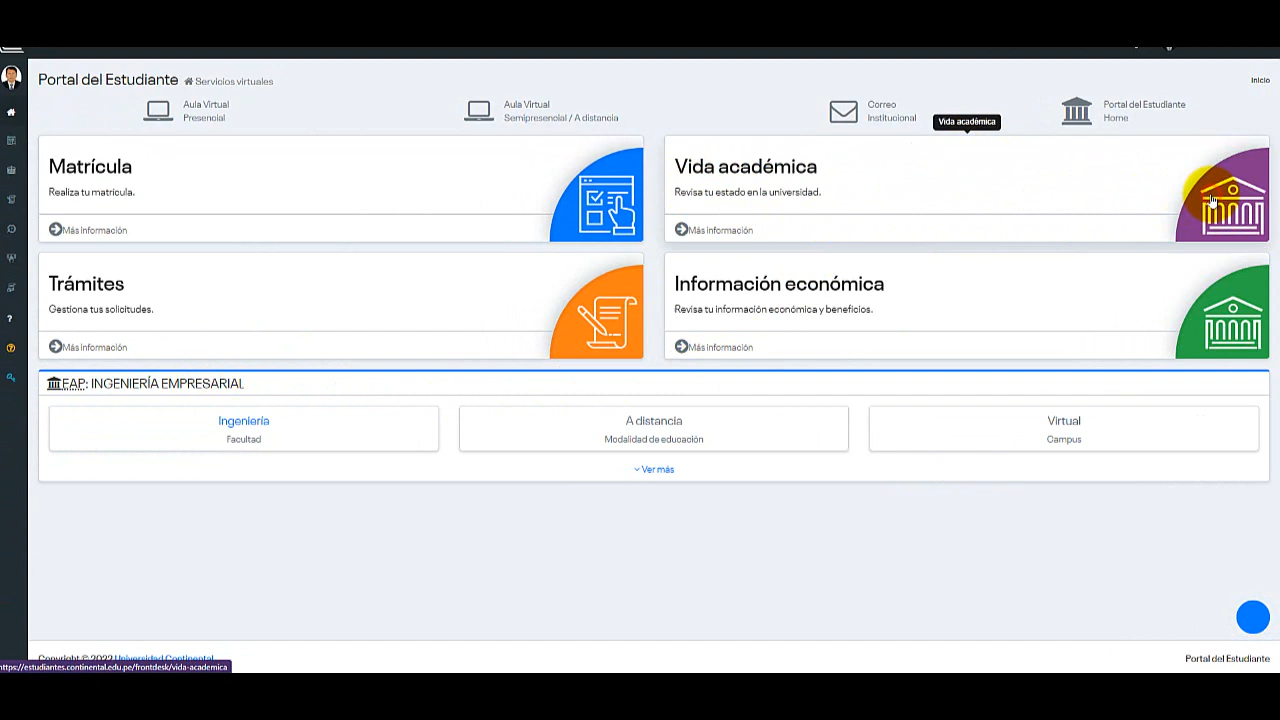 Portal del Estudiante Servicios virtuales
Inicio
Aula Virtual
Presencial
Aula Virtual
Semipresencial / A distancia
Correo
Institucional
Portal del Estudiante
Home
Vida académica
Matrícula
Realiza tu matrícula.
Más información
Vida académica
Revisa tu estado en la universidad.
Más información
Trámites
Gestiona tus solicitudes.
Más información
Información económica
Revisa tu información económica y beneficios.
Más información
EAP: INGENIERÍA EMPRESARIAL
Ingeniería
Facultad
A distancia
Modalidad de educación
Virtual
Campus
Ver más
Copyright © 2022 Universidad Continental
Portal del Estudiante
https://estudiantes.continental.edu.pe/frontdesk/vida-academica